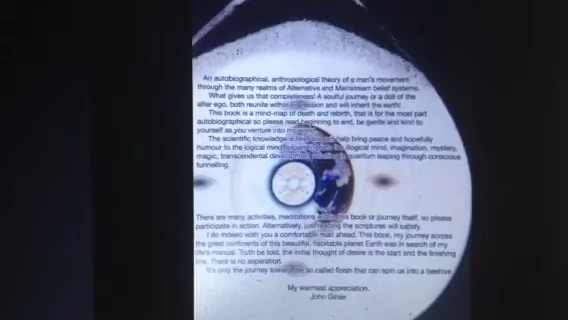 An autobiographical, anthropological theory of a man's movement
through the many realms of Alternative and Mainstream belief systems.
What gives us that completeness! A soulful journey or a doll of the
alter ego, both reunite within and will inherit the earth!
This book is a mind-map of death and rebirth, that is for the most part
autobiographical so please read beginning to end, be gentle and kind to
yourself as you venture into my
The scientific knowledge is help bring peace and hopefully
humour to the logical mind logical mind, imagination, mystery,
magic, transcendental quantum leaping through conscious
tunnelling.
There are many activities, meditations book or journey itself, so please
participate in action. Alternatively, just reading the scriptures will satisfy.
I do indeed wish you a comfortable read ahead. This book, my journey across
the great continents of this beautiful, habitable planet Earth was in search of my
life's manual. Truth be told, the initial thought of desire is the start and the finishing
line. There is no separation.
It's only the journey so called finish that can spin us into a beehive.
My warmest appreciation.
John